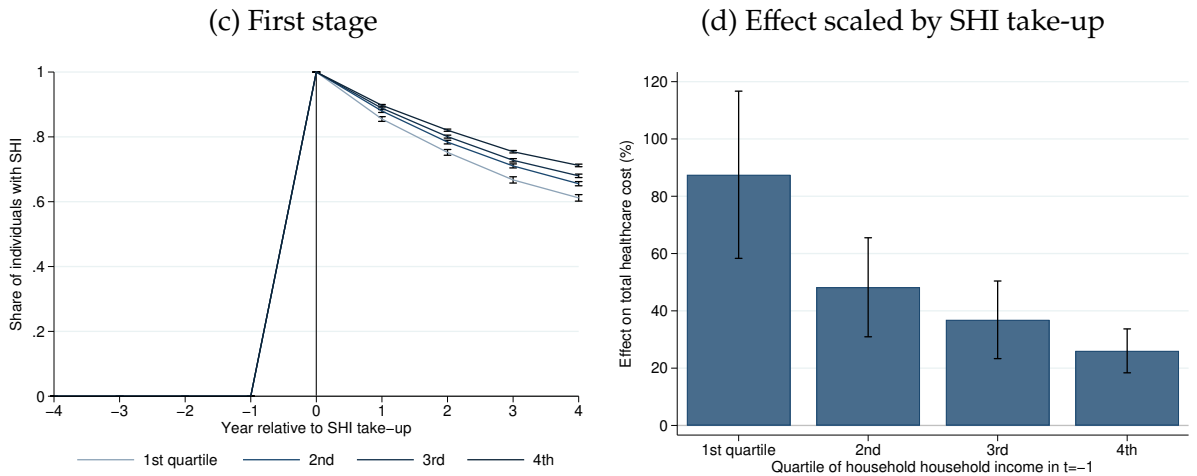 (c) First stage
Share of individuals with SHI
1
.8
.6
.4
.2
0
−4 −3 −2 −1 0 1 2 3 4
Year relative to SHI take−up
1st quartile 2nd 3rd 4th
(d) Effect scaled by SHI take-up
Effect on total healthcare cost (%)
120
100
80
60
40
20
0
1st quartile 2nd 3rd 4th
Quartile of household household income in t=−1